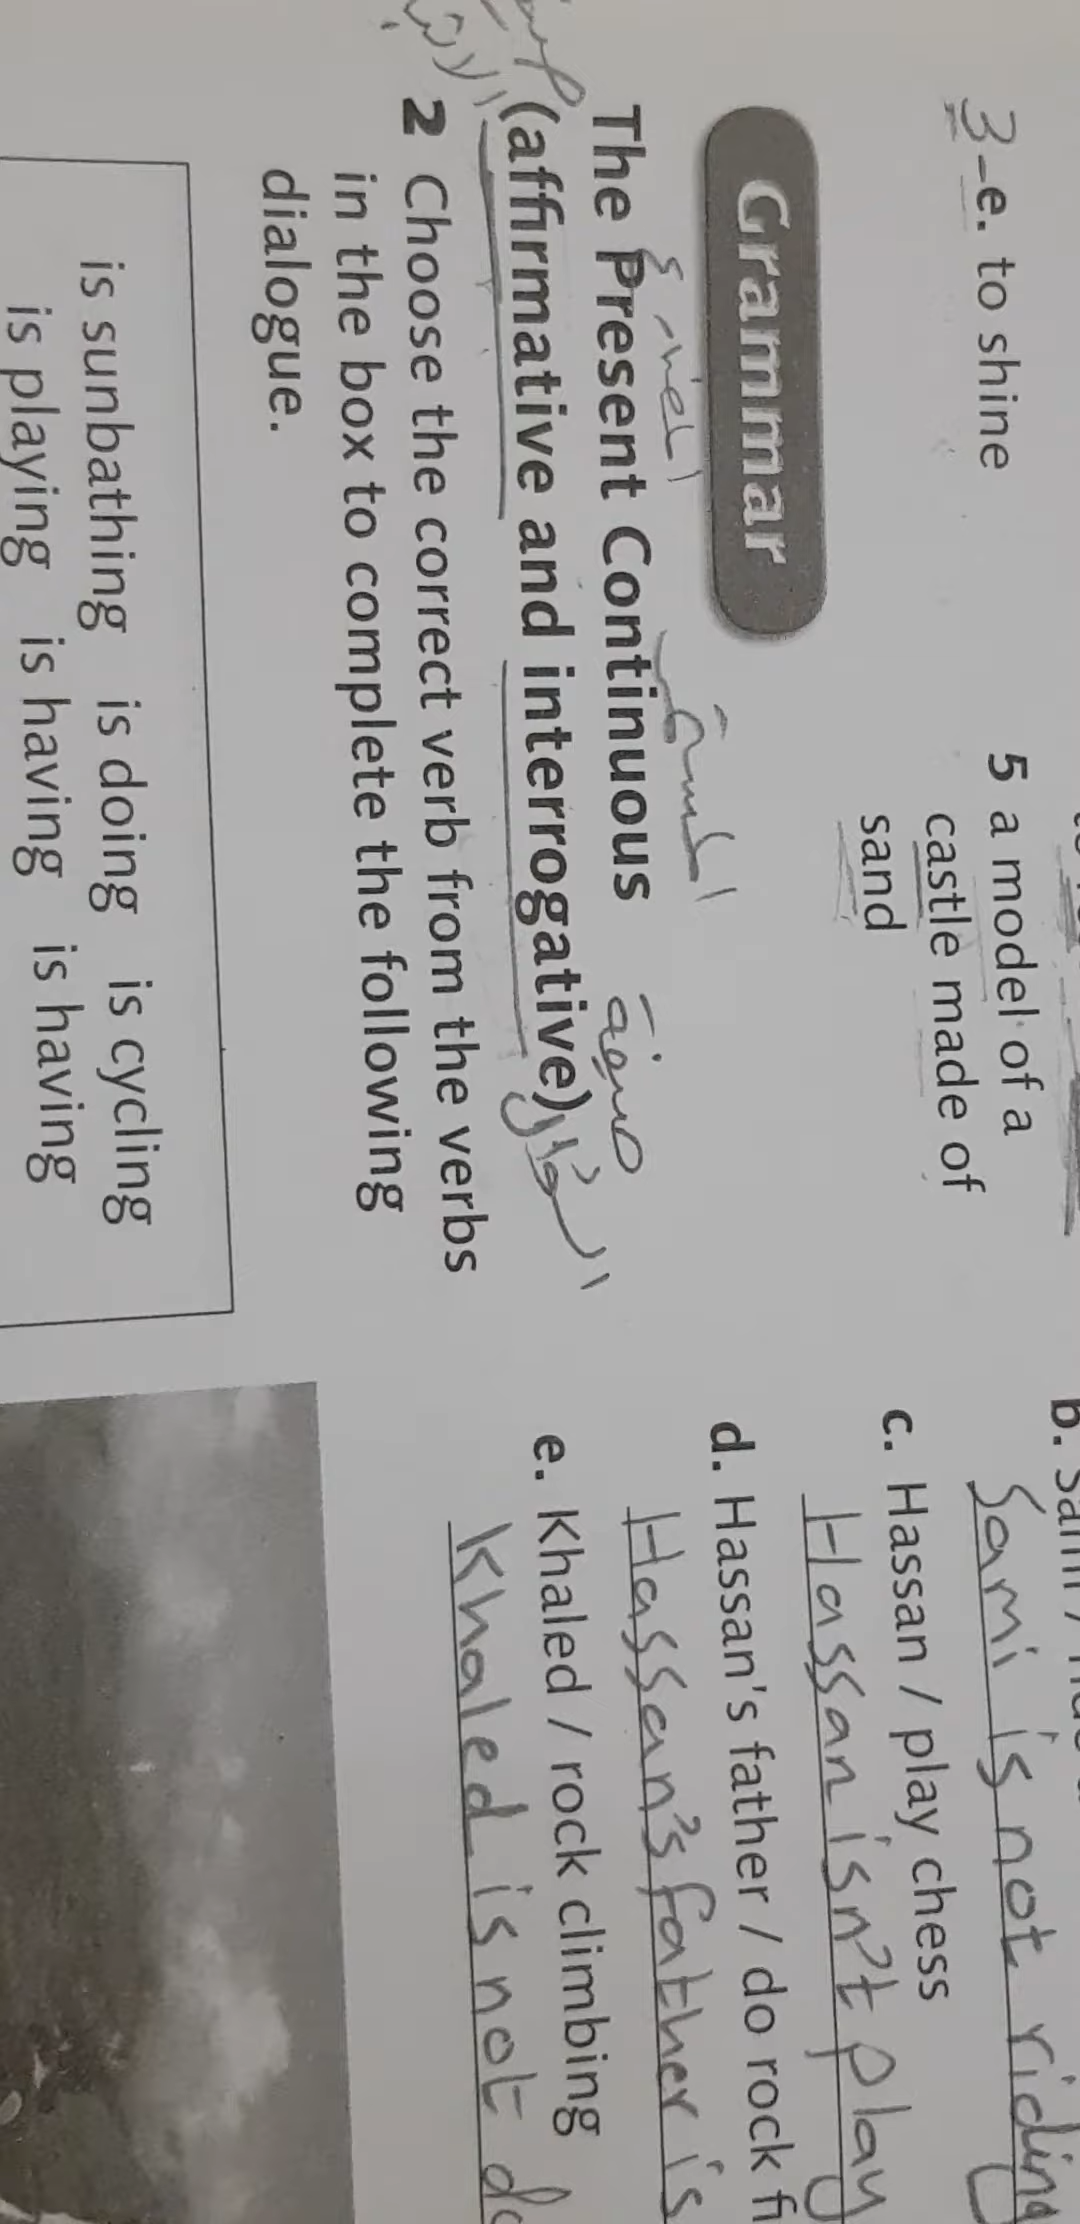 3-e. to shine
5 a model of a
castle made of
sand
Grammar
The Present Continuous
(affirmative and interrogative)
2 Choose the correct verb from the verbs
in the box to complete the following
dialogue.
is sunbathing is doing is cycling
is playing is having is having
b. Sami /
Sami is not riding
c. Hassan / play chess
Hassan isn't play
d. Hassan's father / do rock
Hassan's father is
e. Khaled / rock climbing
Khaled is not